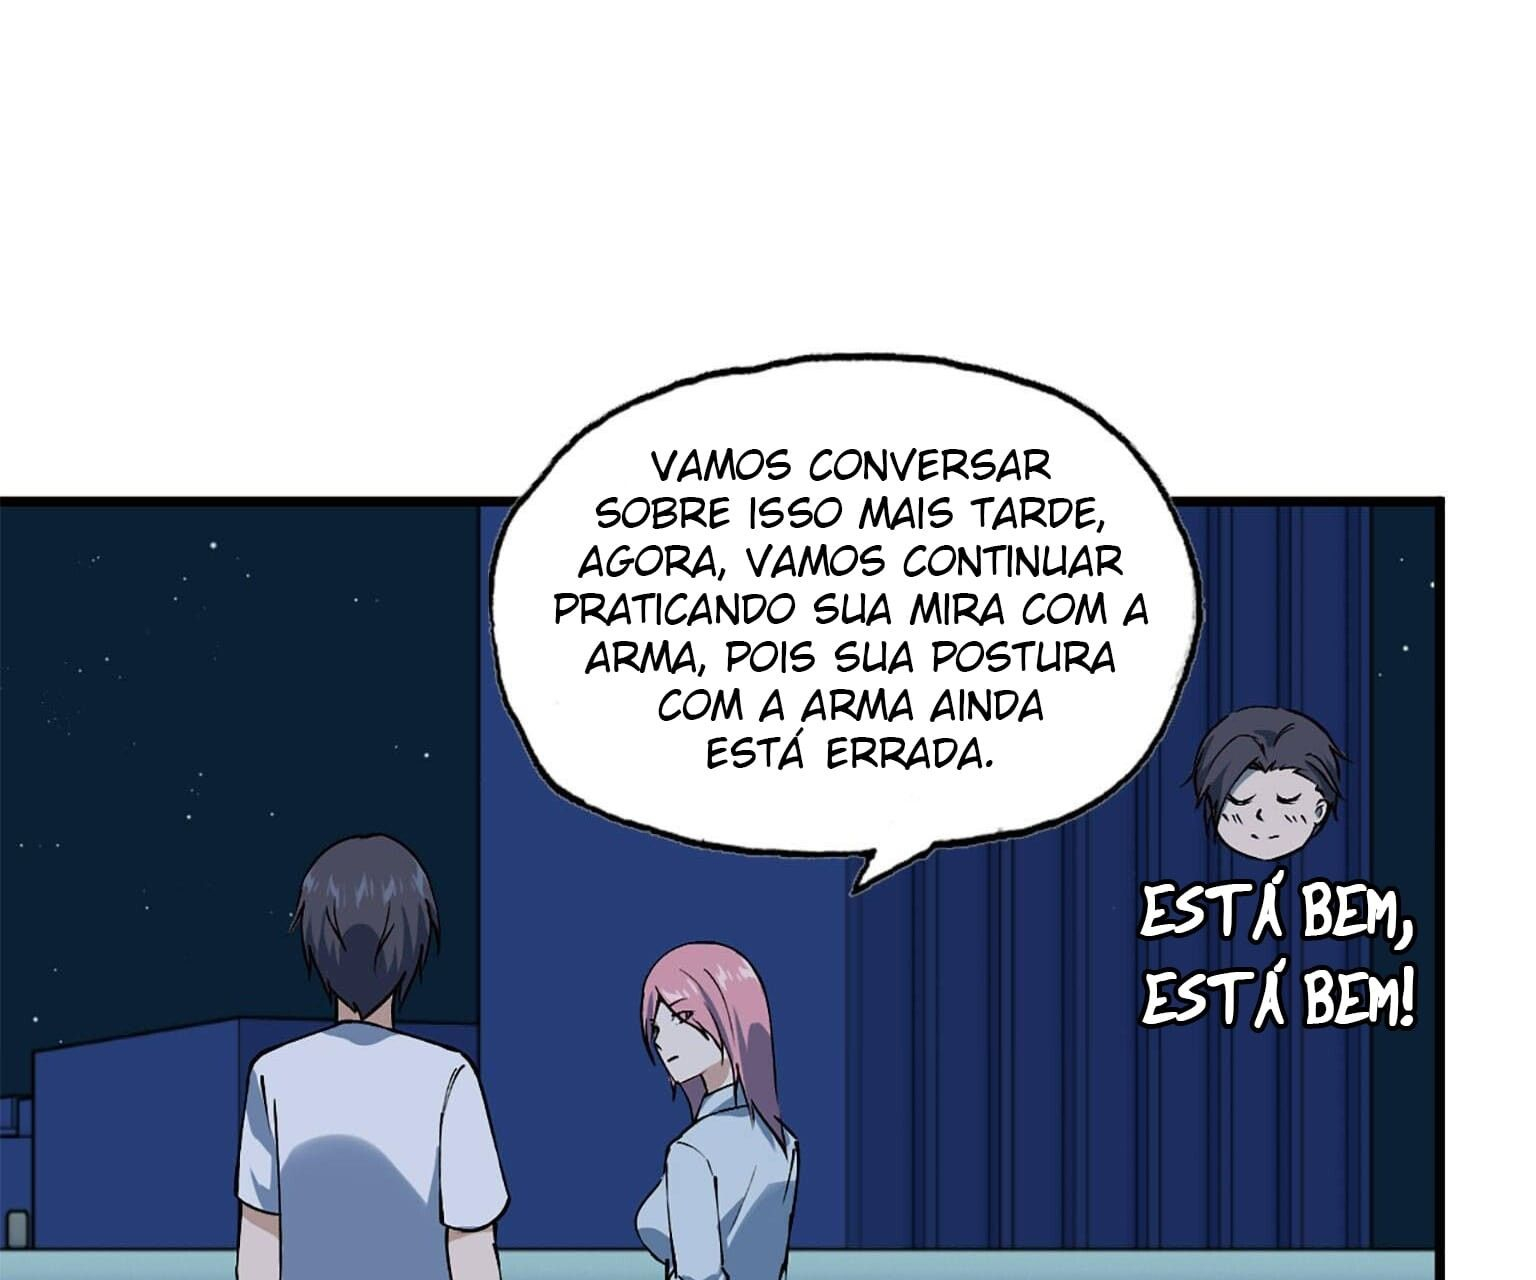 VAMOS CONVERSAR
SOBRE ISSO MAIS TARDE,
AGORA, VAMOS CONTINUAR
PRATICANDO SUA MIRA COM A
ARMA, POIS SUA POSTURA
COM A ARMA AINDA
ESTÁ ERRADA.
ESTÁ BEM,
ESTÁ BEM!